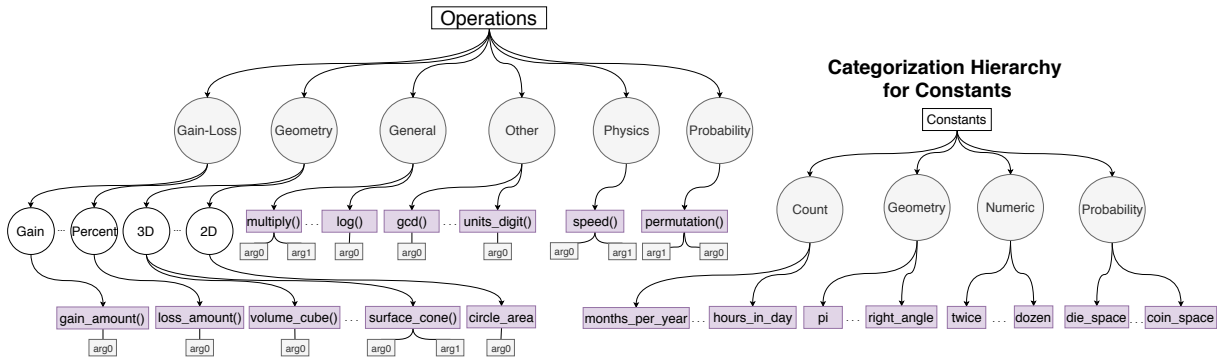 Operations
Categorization Hierarchy
for Constants
Constants
Gain-Loss
Geometry
General
Other
Physics
Probability
Count
Geometry
Numeric
Probability
Gain
...
Percent
3D
...
2D
multiply()
...
log()
gcd()
...
units_digit()
speed()
permutation()
arg0
arg1
arg0
arg0
arg0
arg0
arg1
arg0
arg0
gain_amount()
loss_amount()
volume_cube()
...
surface_cone()
circle_area
months_per_year
...
hours_in_day
pi
...
right_angle
twice
...
dozen
die_space
...
coin_space
arg0
arg0
arg0
arg0
arg1
arg0